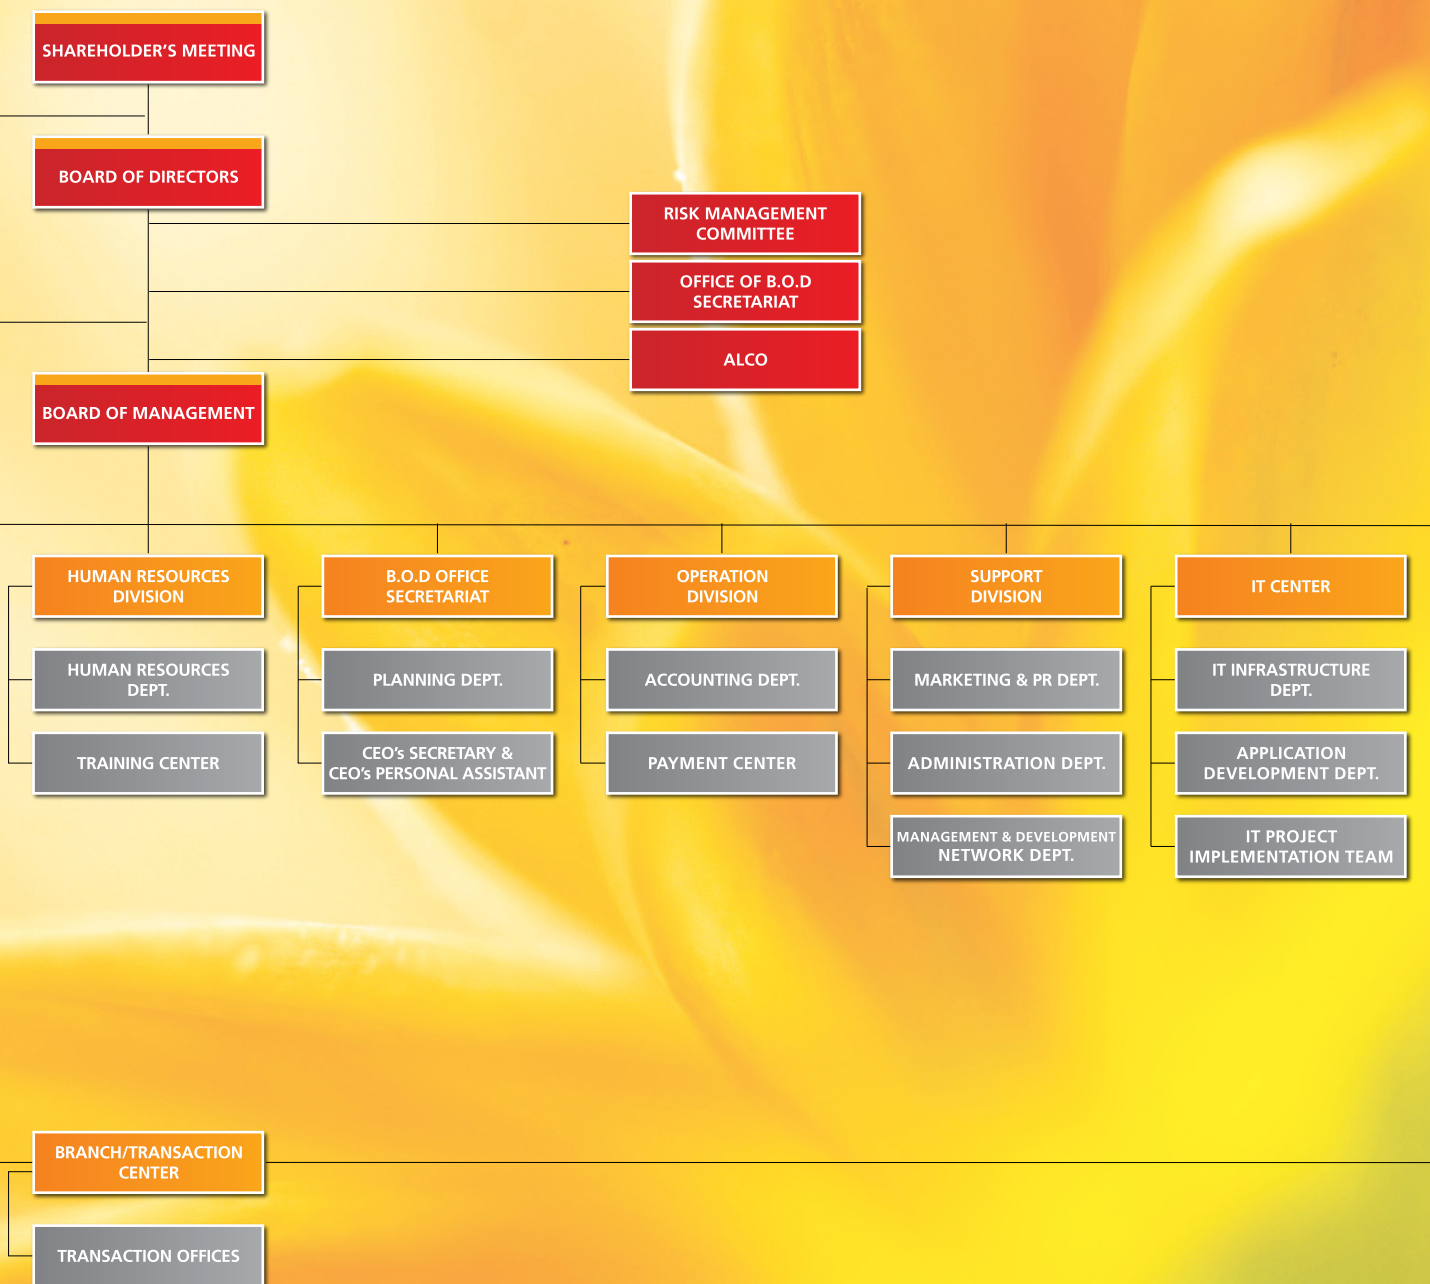 SHAREHOLDER'S MEETING
BOARD OF DIRECTORS
RISK MANAGEMENT
COMMITTEE
OFFICE OF B.O.D
SECRETARIAT
ALCO
BOARD OF MANAGEMENT
HUMAN RESOURCES
DIVISION
HUMAN RESOURCES
DEPT.
TRAINING CENTER
B.O.D OFFICE
SECRETARIAT
PLANNING DEPT.
CEO's SECRETARY &
CEO's PERSONAL ASSISTANT
OPERATION
DIVISION
ACCOUNTING DEPT.
PAYMENT CENTER
SUPPORT
DIVISION
MARKETING & PR DEPT.
ADMINISTRATION DEPT.
MANAGEMENT & DEVELOPMENT
NETWORK DEPT.
IT CENTER
IT INFRASTRUCTURE
DEPT.
APPLICATION
DEVELOPMENT DEPT.
IT PROJECT
IMPLEMENTATION TEAM
BRANCH/TRANSACTION
CENTER
TRANSACTION OFFICES